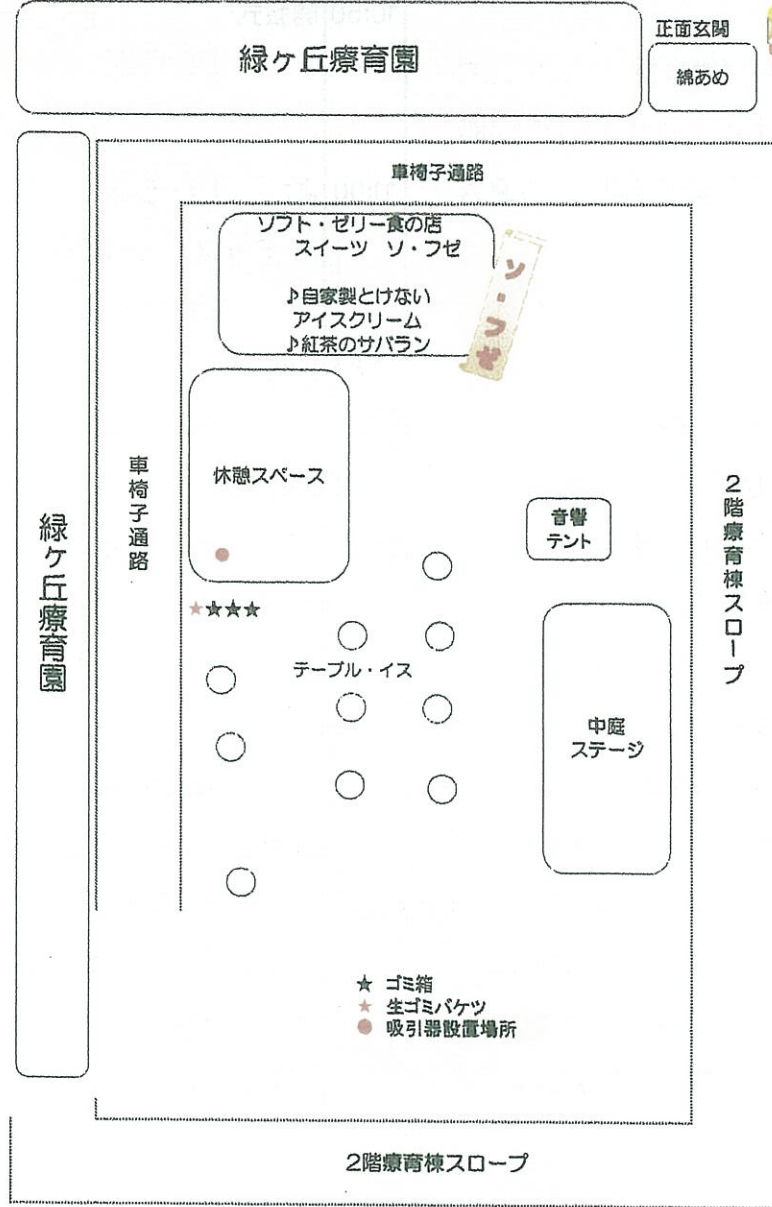 緑ヶ丘療育園
正面玄関
綿あめ
車椅子通路
ソフト・ゼリー食の店
スイーツ ソ・フゼ
♪自家製とけない
アイスクリーム
♪紅茶のサバラン
ソ・フゼ
休憩スペース
車椅子通路
緑ヶ丘療育園
音響
テント
2階療育棟スロープ
★★★★
テーブル・イス
中庭
ステージ
★ ゴミ箱
★ 生ゴミバケツ
● 吸引器設置場所
2階療育棟スロープ